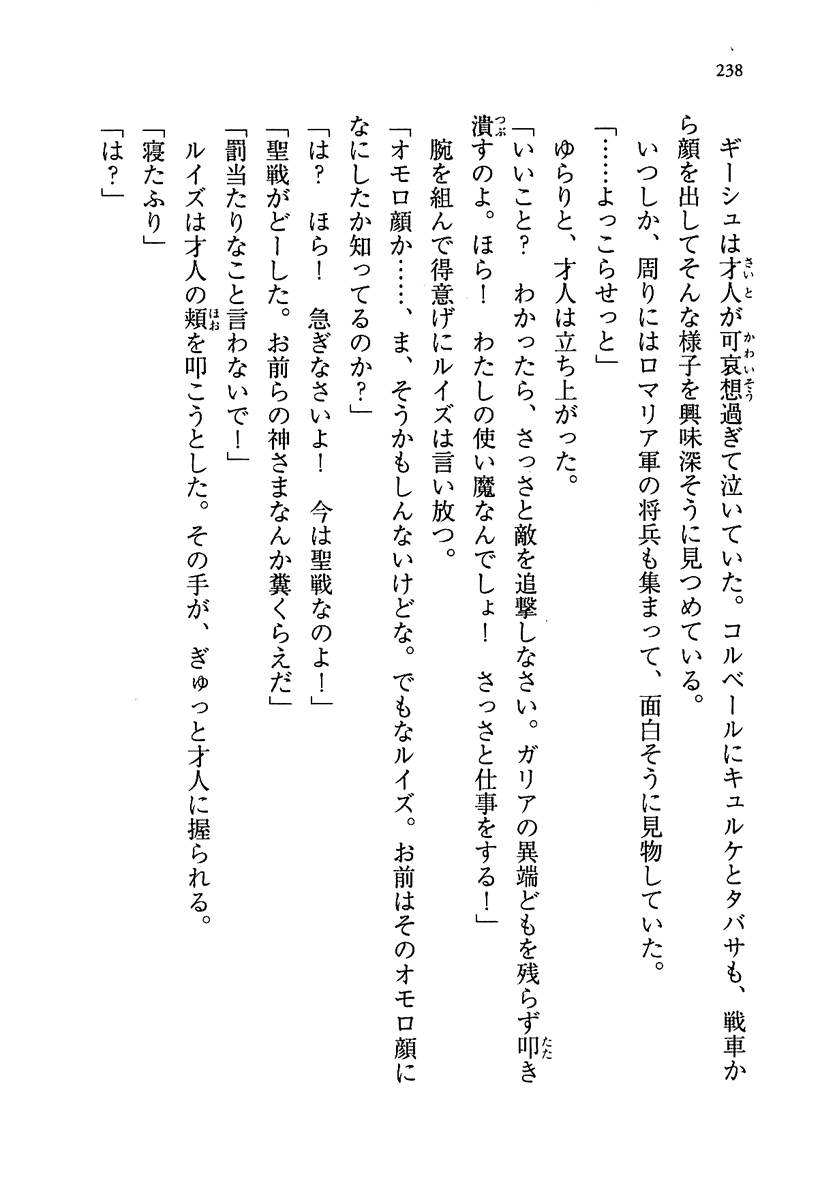 238
ギーシュは才人が可哀想過ぎて泣いていた。コルベールにキュルケとタバサも、戦車か
ら顔を出してそんな様子を興味深そうに見つめている。
いつしか、周りにはロマリア軍の将兵も集まって、面白そうに見物していた。
「……よっこらせっと」
ゆらりと、才人は立ち上がった。
「いいこと？　わかったら、さっさと敵を追撃しなさい。ガリアの異端どもを残らず叩き
潰すのよ。ほら！　わたしの使い魔なんでしょ！　さっさと仕事をする！」
腕を組んで得意げにルイズは言い放つ。
「オモロ顔か……、ま、そうかもしんないけどな。でもなルイズ。お前はそのオモロ顔に
なにしたか知ってるのか？」
「は？　ほら！　急ぎなさいよ！　今は聖戦なのよ！」
「聖戦がどーした。お前らの神さまなんか糞くらえだ」
「罰当たりなこと言わないで！」
ルイズは才人の頬を叩こうとした。その手が、ぎゅっと才人に握られる。
「寝たふり」
「は？」